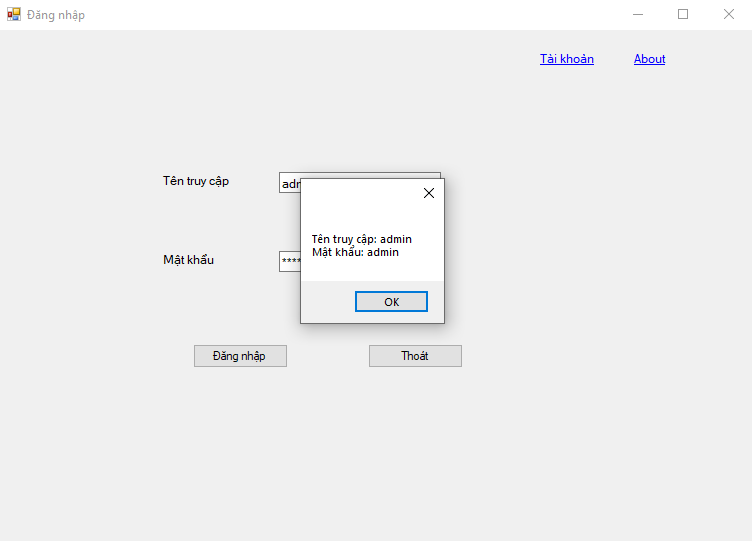 Đăng nhập
Tài khoản About
Tên truy cập
Tên truy cập: admin
Mật khẩu: admin
Mật khẩu ****
OK
Đăng nhập Thoát